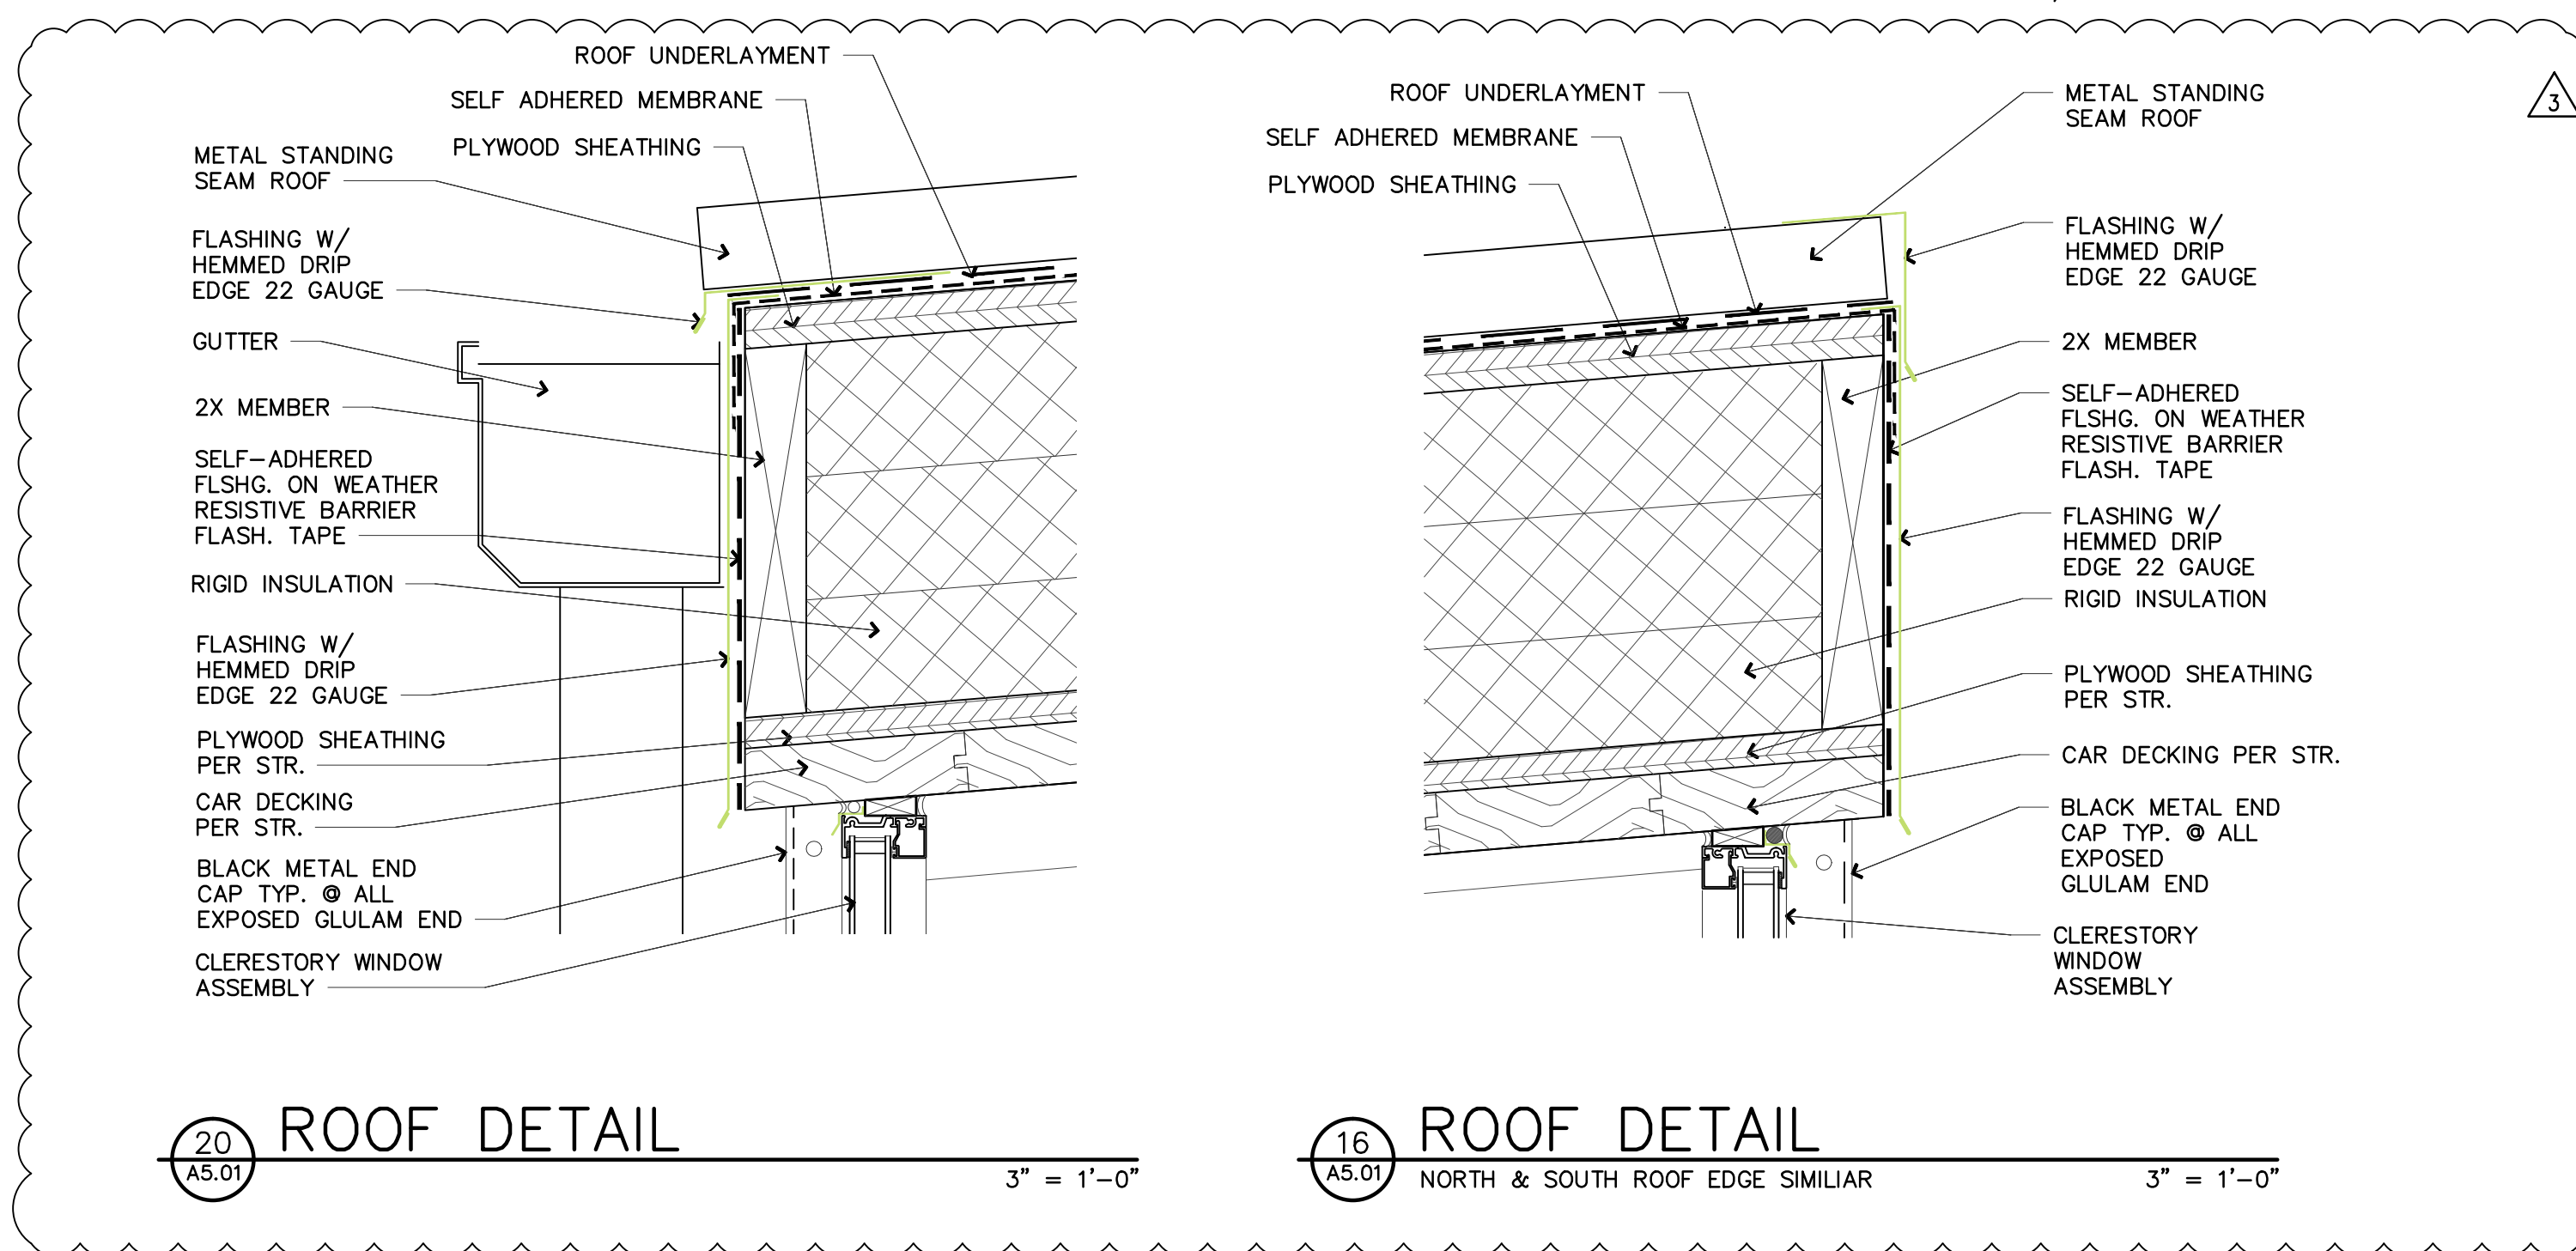 ROOF UNDERLAYMENT
SELF ADHERED MEMBRANE
PLYWOOD SHEATHING
METAL STANDING
SEAM ROOF
FLASHING W/
HEMMED DRIP
EDGE 22 GAUGE
GUTTER
2X MEMBER
SELF-ADHERED
FLSHG. ON WEATHER
RESISTIVE BARRIER
FLASH. TAPE
RIGID INSULATION
FLASHING W/
HEMMED DRIP
EDGE 22 GAUGE
PLYWOOD SHEATHING
PER STR.
CAR DECKING
PER STR.
BLACK METAL END
CAP TYP. @ ALL
EXPOSED GLULAM END
CLERESTORY WINDOW
ASSEMBLY
20
A5.01
ROOF DETAIL
3" = 1'-0"
ROOF UNDERLAYMENT
SELF ADHERED MEMBRANE
PLYWOOD SHEATHING
METAL STANDING
SEAM ROOF
FLASHING W/
HEMMED DRIP
EDGE 22 GAUGE
2X MEMBER
SELF-ADHERED
FLSHG. ON WEATHER
RESISTIVE BARRIER
FLASH. TAPE
FLASHING W/
HEMMED DRIP
EDGE 22 GAUGE
RIGID INSULATION
PLYWOOD SHEATHING
PER STR.
CAR DECKING PER STR.
BLACK METAL END
CAP TYP. @ ALL
EXPOSED
GLULAM END
CLERESTORY
WINDOW
ASSEMBLY
16
A5.01
ROOF DETAIL
NORTH & SOUTH ROOF EDGE SIMILIAR
3" = 1'-0"
3